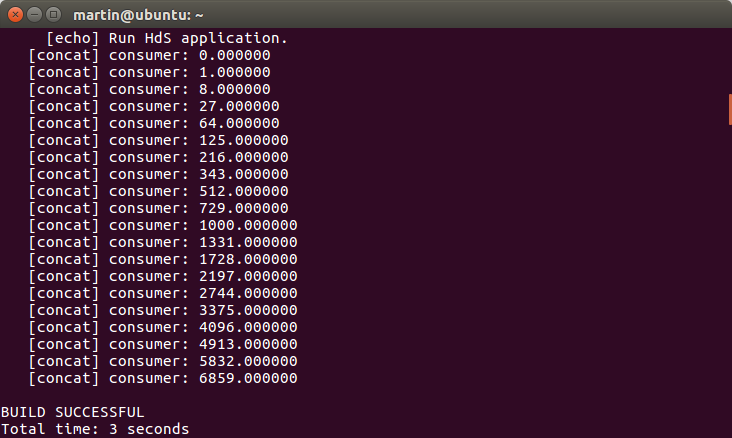 martin@ubuntu: ~
[echo] Run HdS application.
[concat] consumer: 0.000000
[concat] consumer: 1.000000
[concat] consumer: 8.000000
[concat] consumer: 27.000000
[concat] consumer: 64.000000
[concat] consumer: 125.000000
[concat] consumer: 216.000000
[concat] consumer: 343.000000
[concat] consumer: 512.000000
[concat] consumer: 729.000000
[concat] consumer: 1000.000000
[concat] consumer: 1331.000000
[concat] consumer: 1728.000000
[concat] consumer: 2197.000000
[concat] consumer: 2744.000000
[concat] consumer: 3375.000000
[concat] consumer: 4096.000000
[concat] consumer: 4913.000000
[concat] consumer: 5832.000000
[concat] consumer: 6859.000000
BUILD SUCCESSFUL
Total time: 3 seconds